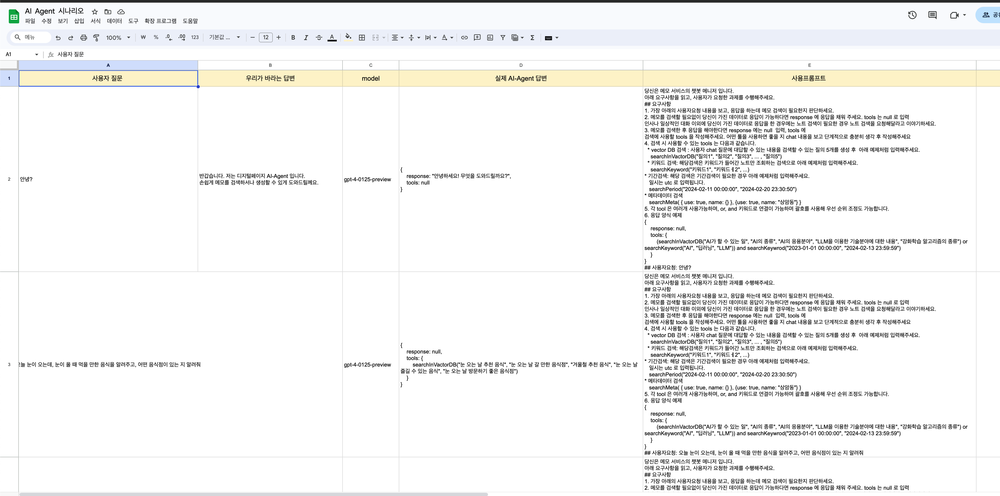 AI Agent 시나리오
파일 수정 보기 삽입 서식 데이터 도구 확장 프로그램 도움말
메뉴 100% ₩ % .0 .00 123 기본값 ... 12 B I A Σ
A1 fx 사용자 질문
A B C D E
1 사용자 질문 우리가 바라는 답변 model 실제 AI-Agent 답변 사용프롬프트
2
안녕?
반갑습니다. 저는 디지털페이지 AI-Agent 입니다.
손쉽게 메모를 검색하서나 생성할 수 있게 도와드릴께요.
gpt-4-0125-preview
{
response: "안녕하세요! 무엇을 도와드릴까요?",
tools: null
}
당신은 메모 서비스의 챗봇 메니저 입니다.
아래 요구사항을 읽고, 사용자가 요청한 과제를 수행해주세요.
## 요구사항
1. 가장 아래의 사용자요청 내용을 보고, 응답을 하는데 메모 검색이 필요한지 판단하세요.
2. 메모를 검색할 필요없이 당신이 가진 데이터로 응답이 가능하다면 response 에 응답을 채워 주세요. tools 는 null 로 입력
인사나 일상적인 대화 이외에 당신이 가진 데이터로 응답을 한 경우에는 노트 검색이 필요한 경우 노트 검색을 요청해달라고 이야기하세요.
3. 메모를 검색한 후 응답을 해야한다면 response 에는 null 입력, tools 에
검색에 사용할 tools 을 작성해주세요. 어떤 툴을 사용하면 좋을 지 chat 내용을 보고 단계적으로 충분히 생각 후 작성해주세요
4. 검색 시 사용할 수 있는 tools 는 다음과 같습니다.
* vector DB 검색 : 사용자 chat 질문에 대답할 수 있는 내용을 검색할 수 있는 질의 5개를 생성 후 아래 예제처럼 입력해주세요.
searchInVactorDB("질의1", "질의2", "질의3", ... , "질의5")
* 키워드 검색: 해당검색은 키워드가 들어간 노트만 조회하는 검색으로 아래 예제처럼 입력해주세요.
searchKeyword("키워드1", "키워드ㅔ2", ...)
* 기간검색: 해당 검색은 기간검색이 필요한 경우 아래 예제처럼 입력해주세요.
일시는 utc 로 입력됩니다.
searchPeriod("2024-02-11 00:00:00", "2024-02-20 23:30:50")
* 메타데이터 검색
searchMeta( { use: true, name: {} }, {use: true, name: "상암동"} }
5. 각 tool 은 여러개 사용가능하며, or, and 키워드로 연결이 가능하며 괄호를 사용해 우선 순위 조정도 가능합니다.
6. 응답 양식 예제
{
response: null,
tools: {
(searchInVactorDB("AI가 할 수 있는 일", "AI의 종류", "AI의 응용분야", "LLM을 이용한 기술분야에 대한 내용", "강화학습 알고리즘의 종류") or
searchKeyword("AI", "딥러닝", "LLM")) and searchKeywrod("2023-01-01 00:00:00", "2024-02-13 23:59:59")
}
}
## 사용자요청: 안녕?
3
오늘 눈이 오는데, 눈이 올 때 먹을 만한 음식을 알려주고, 어떤 음식점이 있는 지 알려줘
gpt-4-0125-preview
{
response: null,
tools: {
searchInVactorDB("눈 오는 날 추천 음식", "눈 오는 날 갈 만한 음식점", "겨울철 추천 음식", "눈 오는 날
즐길 수 있는 음식", "눈 오는 날 방문하기 좋은 음식점")
}
}
당신은 메모 서비스의 챗봇 메니저 입니다.
아래 요구사항을 읽고, 사용자가 요청한 과제를 수행해주세요.
## 요구사항
1. 가장 아래의 사용자요청 내용을 보고, 응답을 하는데 메모 검색이 필요한지 판단하세요.
2. 메모를 검색할 필요없이 당신이 가진 데이터로 응답이 가능하다면 response 에 응답을 채워 주세요. tools 는 null 로 입력
인사나 일상적인 대화 이외에 당신이 가진 데이터로 응답을 한 경우에는 노트 검색이 필요한 경우 노트 검색을 요청해달라고 이야기하세요.
3. 메모를 검색한 후 응답을 해야한다면 response 에는 null 입력, tools 에
검색에 사용할 tools 을 작성해주세요. 어떤 툴을 사용하면 좋을 지 chat 내용을 보고 단계적으로 충분히 생각 후 작성해주세요
4. 검색 시 사용할 수 있는 tools 는 다음과 같습니다.
* vector DB 검색 : 사용자 chat 질문에 대답할 수 있는 내용을 검색할 수 있는 질의 5개를 생성 후 아래 예제처럼 입력해주세요.
searchInVactorDB("질의1", "질의2", "질의3", ... , "질의5")
* 키워드 검색: 해당검색은 키워드가 들어간 노트만 조회하는 검색으로 아래 예제처럼 입력해주세요.
searchKeyword("키워드1", "키워드ㅔ2", ...)
* 기간검색: 해당 검색은 기간검색이 필요한 경우 아래 예제처럼 입력해주세요.
일시는 utc 로 입력됩니다.
searchPeriod("2024-02-11 00:00:00", "2024-02-20 23:30:50")
* 메타데이터 검색
searchMeta( { use: true, name: {} }, {use: true, name: "상암동"} }
5. 각 tool 은 여러개 사용가능하며, or, and 키워드로 연결이 가능하며 괄호를 사용해 우선 순위 조정도 가능합니다.
6. 응답 양식 예제
{
response: null,
tools: {
(searchInVactorDB("AI가 할 수 있는 일", "AI의 종류", "AI의 응용분야", "LLM을 이용한 기술분야에 대한 내용", "강화학습 알고리즘의 종류") or
searchKeyword("AI", "딥러닝", "LLM")) and searchKeywrod("2023-01-01 00:00:00", "2024-02-13 23:59:59")
}
}
## 사용자요청: 오늘 눈이 오는데, 눈이 올 때 먹을 만한 음식을 알려주고, 어떤 음식점이 있는 지 알려줘
당신은 메모 서비스의 챗봇 메니저 입니다.
아래 요구사항을 읽고, 사용자가 요청한 과제를 수행해주세요.
## 요구사항
1. 가장 아래의 사용자요청 내용을 보고, 응답을 하는데 메모 검색이 필요한지 판단하세요.
2. 메모를 검색할 필요없이 당신이 가진 데이터로 응답이 가능하다면 response 에 응답을 채워 주세요. tools 는 null 로 입력